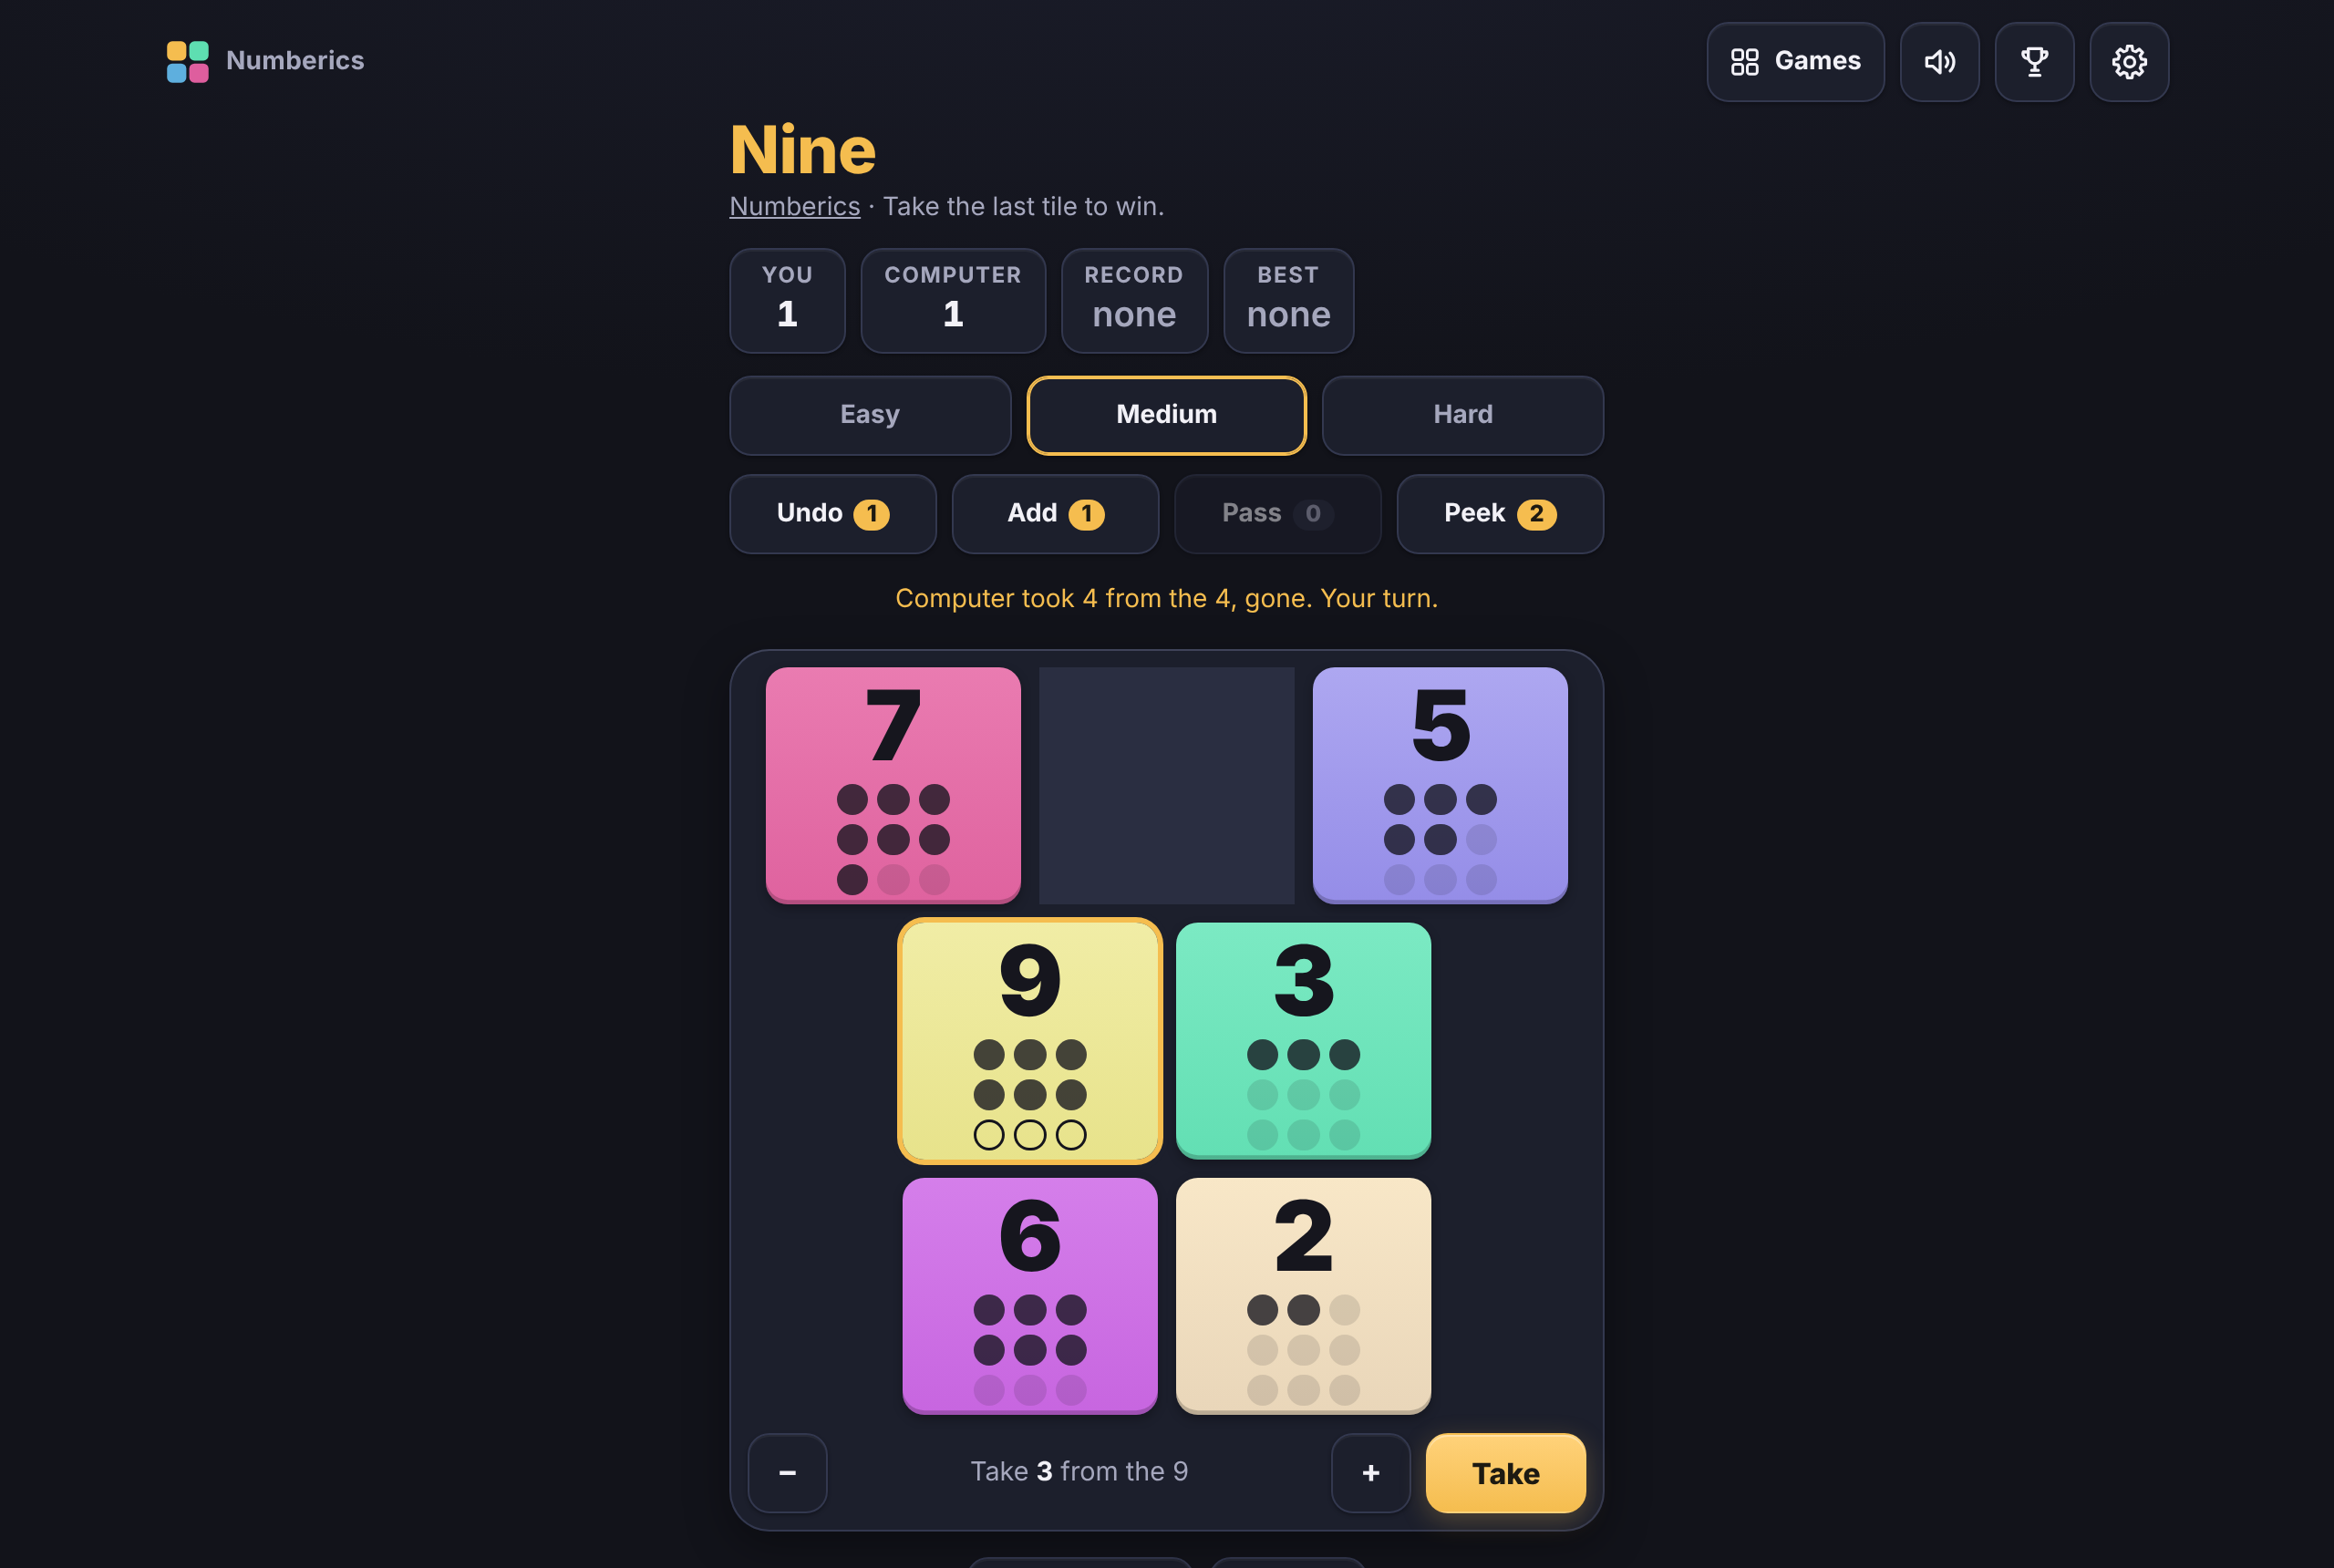 Numberics
Games
Nine
Numberics · Take the last tile to win.
YOU COMPUTER RECORD BEST
1 1 none none
Easy Medium Hard
Undo 1 Add 1 Pass 0 Peek 2
Computer took 4 from the 4, gone. Your turn.
7 5
9 3
6 2
− Take 3 from the 9 + Take